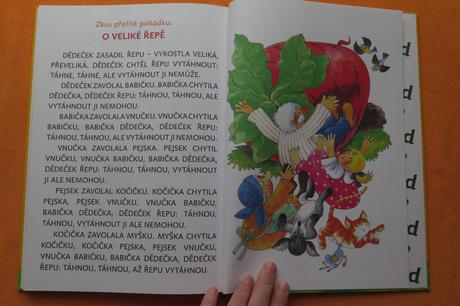 Zkus přečíst pohádku:
O VELIKÉ ŘEPĚ
DĚDEČEK ZASADIL ŘEPU – VYROSTLA VELIKÁ,
PŘEVELIKÁ, DĚDEČEK CHTĚL ŘEPU VYTÁHNOUT:
TÁHNE, TÁHNE, ALE VYTÁHNOUT JI NEMŮŽE.
DĚDEČEK ZAVOLAL BABIČKU. BABIČKA CHYTILA
DĚDEČKA, DĚDEČEK ŘEPU: TÁHNOU, TÁHNOU, ALE
VYTÁHNOUT JI NEMOHOU.
BABIČKA ZAVOLALA VNUČKU. VNUČKA CHYTILA
BABIČKU, BABIČKA DĚDEČKA, DĚDEČEK ŘEPU:
TÁHNOU, TÁHNOU, ALE VYTÁHNOUT JI NEMOHOU.
VNUČKA ZAVOLALA PEJSKA. PEJSEK CHYTIL
VNUČKU, VNUČKA BABIČKU, BABIČKA DĚDEČKA,
DĚDEČEK ŘEPU: TÁHNOU, TÁHNOU, VYTÁHNOUT
JI ALE NEMOHOU.
PEJSEK ZAVOLAL KOČIČKU. KOČIČKA CHYTILA
PEJSKA, PEJSEK VNUČKU, VNUČKA BABIČKU,
BABIČKA DĚDEČKA, DĚDEČEK ŘEPU: TÁHNOU,
TÁHNOU, VYTÁHNOUT JI ALE NEMOHOU.
KOČIČKA ZAVOLALA MYŠKU. MYŠKA CHYTILA
KOČIČKU, KOČIČKA PEJSKA, PEJSEK VNUČKU,
VNUČKA BABIČKU, BABIČKA DĚDEČKA, DĚDEČEK
ŘEPU: TÁHNOU, TÁHNOU, AŽ ŘEPU VYTÁHNOU.